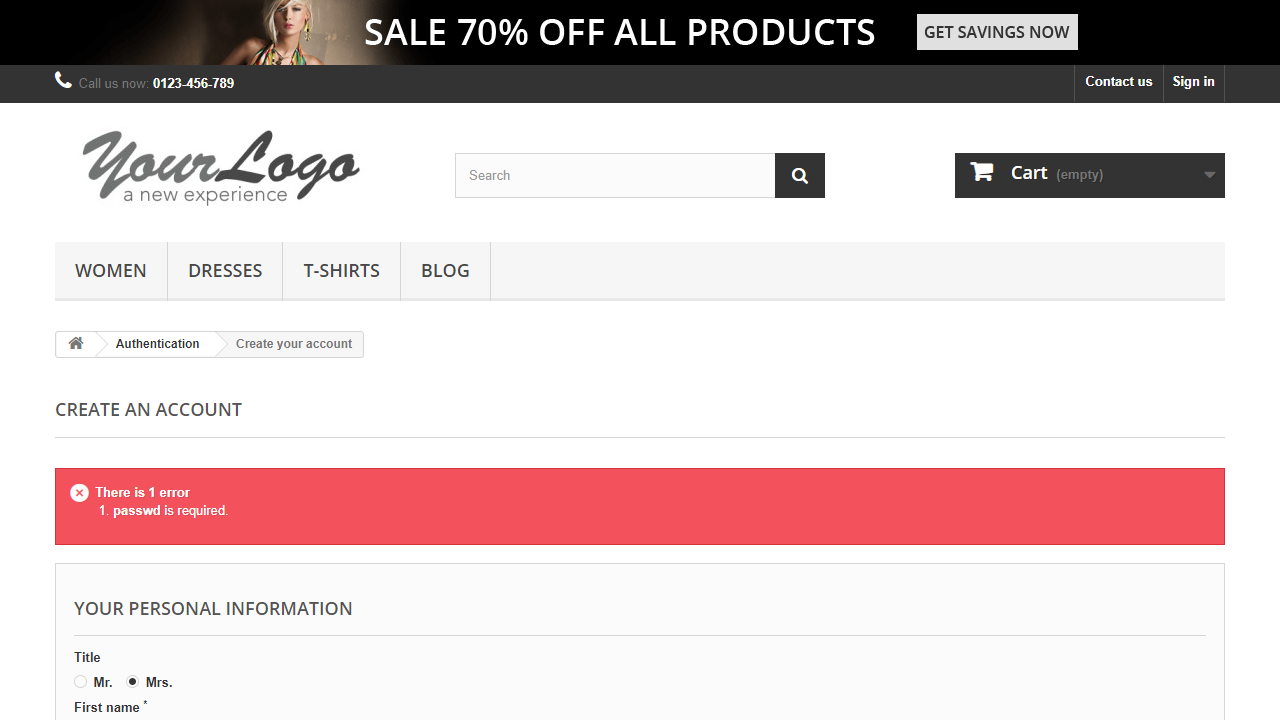 SALE 70% OFF ALL PRODUCTS
GET SAVINGS NOW
Call us now: 0123-456-789
Contact us
Sign in
YourLogo
a new experience
Search
Cart (empty)
WOMEN
DRESSES
T-SHIRTS
BLOG
Authentication
Create your account
CREATE AN ACCOUNT
There is 1 error
1. passwd is required.
YOUR PERSONAL INFORMATION
Title
Mr.
Mrs.
First name *